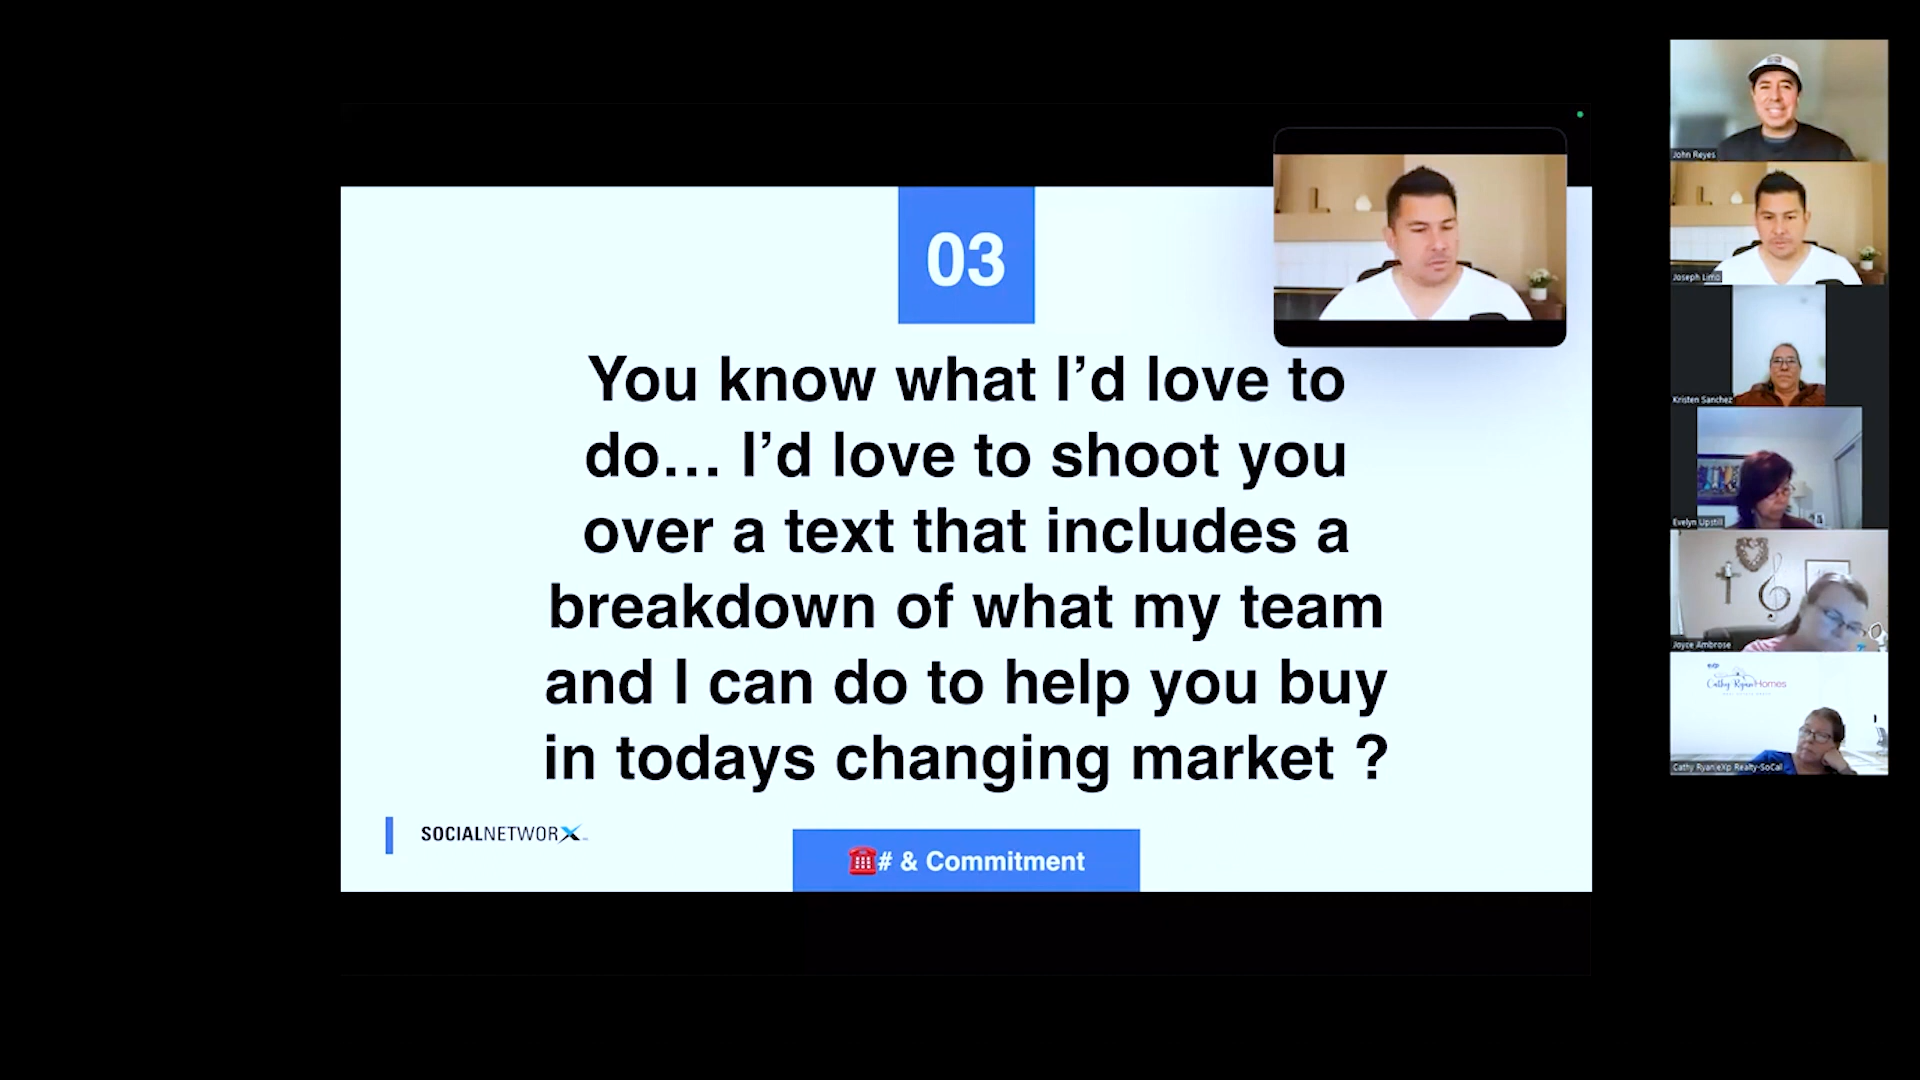 03
You know what I’d love to
do… I’d love to shoot you
over a text that includes a
breakdown of what my team
and I can do to help you buy
in todays changing market ?
SOCIALNETWORX
☎️# & Commitment
John Reyes
Joseph Limo
Kristen Sanchez
Evelyn Upstill
Joyce Ambrose
exp
Cathy Ryan Homes
Cathy Ryan eXp Realty-SoCal